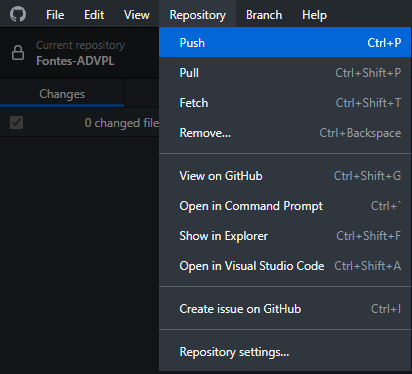 File Edit View Repository Branch Help
Current repository
Fontes-ADVPL
Changes
0 changed file
Push Ctrl+P
Pull Ctrl+Shift+P
Fetch Ctrl+Shift+T
Remove... Ctrl+Backspace
View on GitHub Ctrl+Shift+G
Open in Command Prompt Ctrl+`
Show in Explorer Ctrl+Shift+F
Open in Visual Studio Code Ctrl+Shift+A
Create issue on GitHub Ctrl+I
Repository settings...